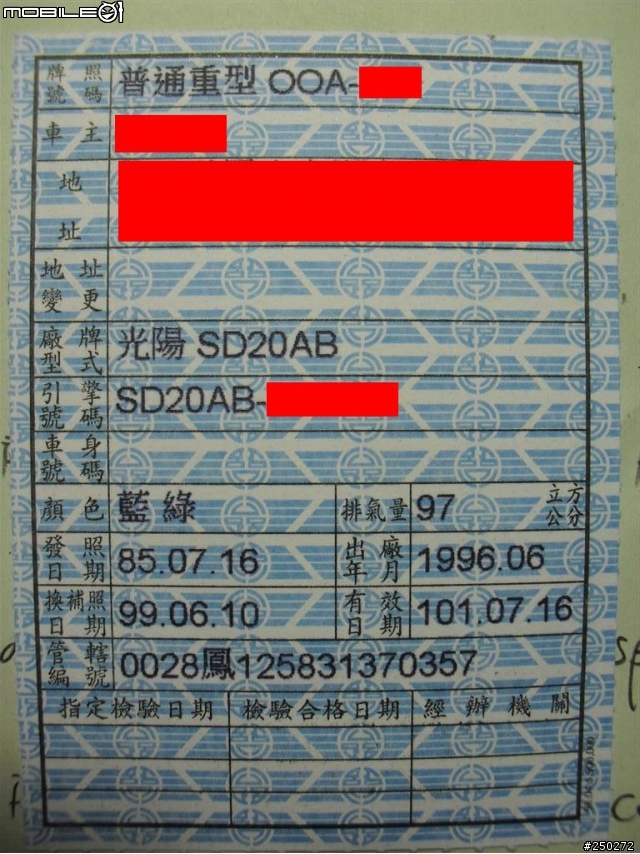 MOBILE01
牌照號碼 普通重型 OOA-
車主
地址
地址變更
廠牌型式 光陽 SD20AB
引擎號碼 SD20AB-
車身號碼
顏色 藍 綠 排氣量 97 立方公分
發照日期 85.07.16 出廠年月 1996.06
換補照日期 99.06.10 有效日期 101.07.16
管轄編號 0028鳳125831370357
指定檢驗日期 檢驗合格日期 經辦機關
#250272